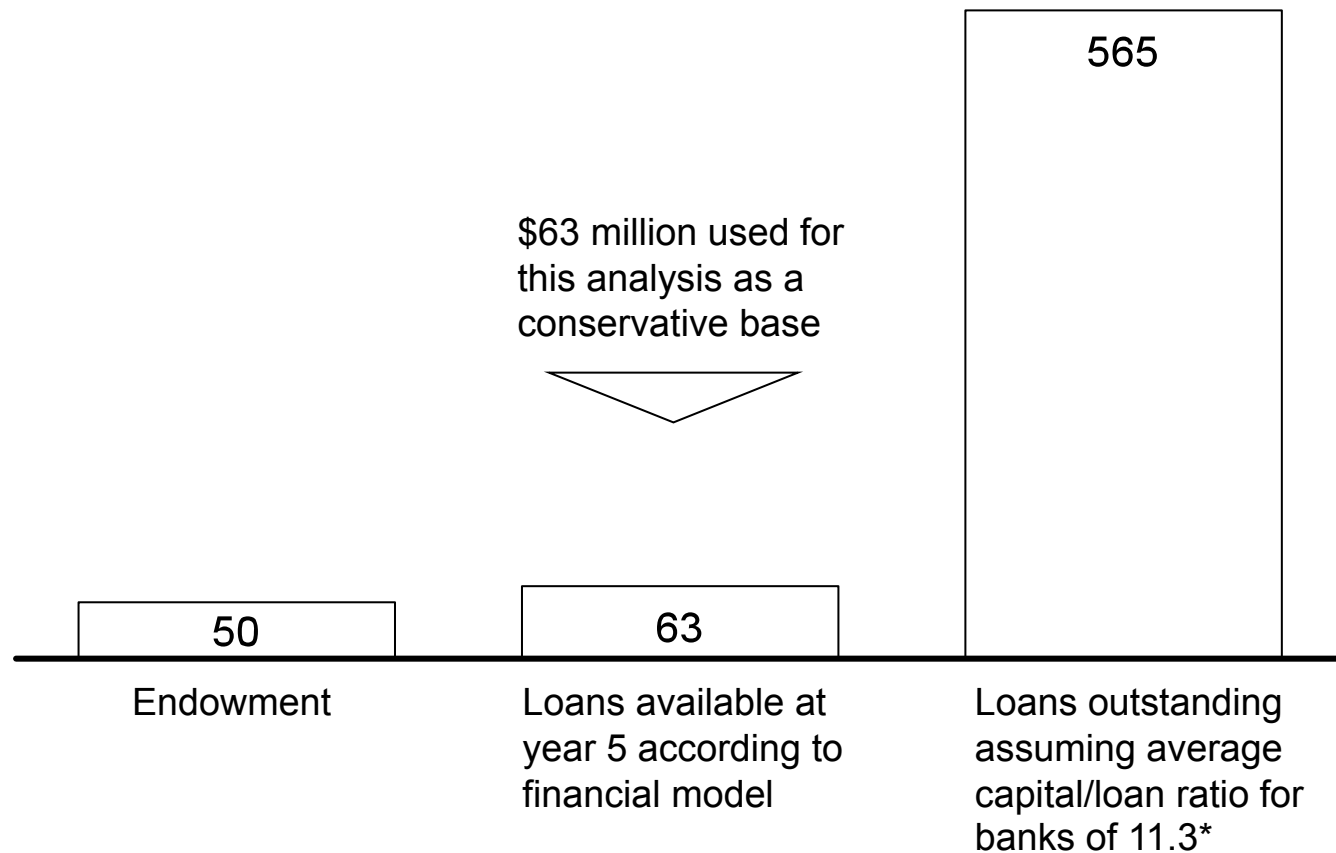 565
$63 million used for
this analysis as a
conservative base
50
63
Endowment
Loans available at
year 5 according to
financial model
Loans outstanding
assuming average
capital/loan ratio for
banks of 11.3*